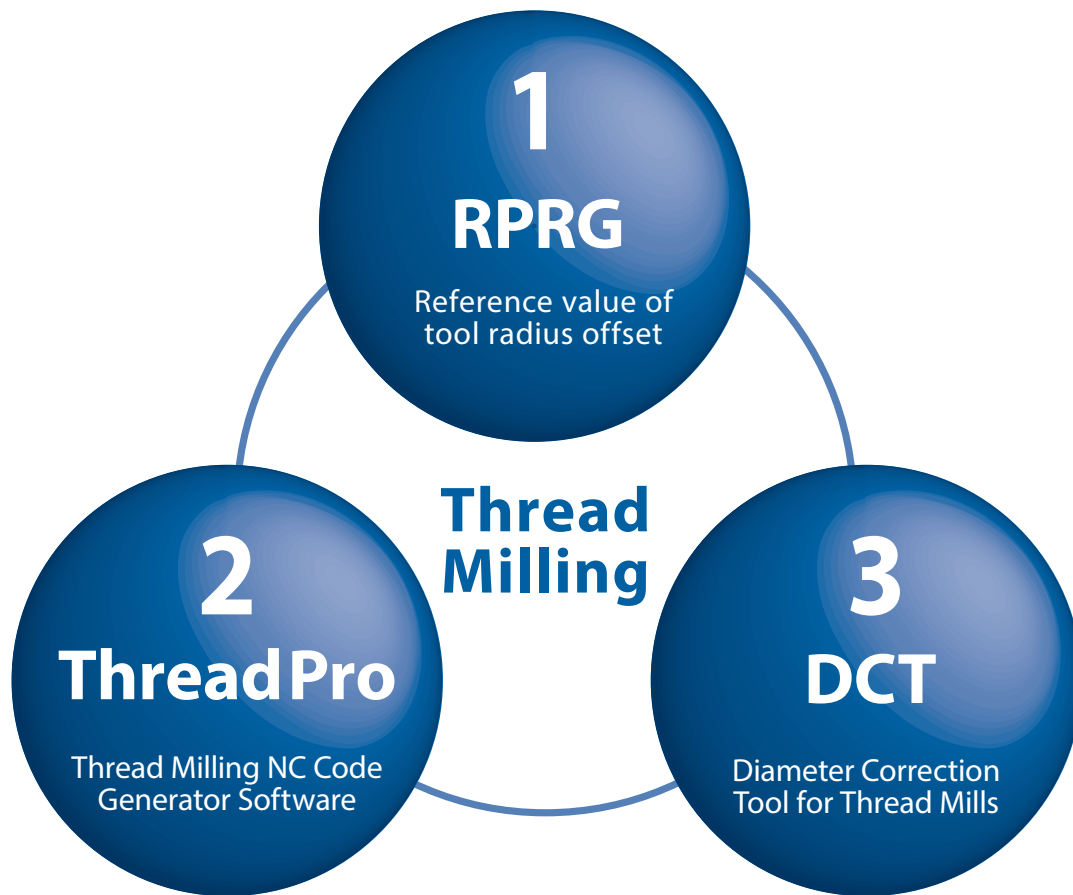 1
RPRG
Reference value of
tool radius offset
Thread
Milling
2
ThreadPro
Thread Milling NC Code
Generator Software
3
DCT
Diameter Correction
Tool for Thread Mills